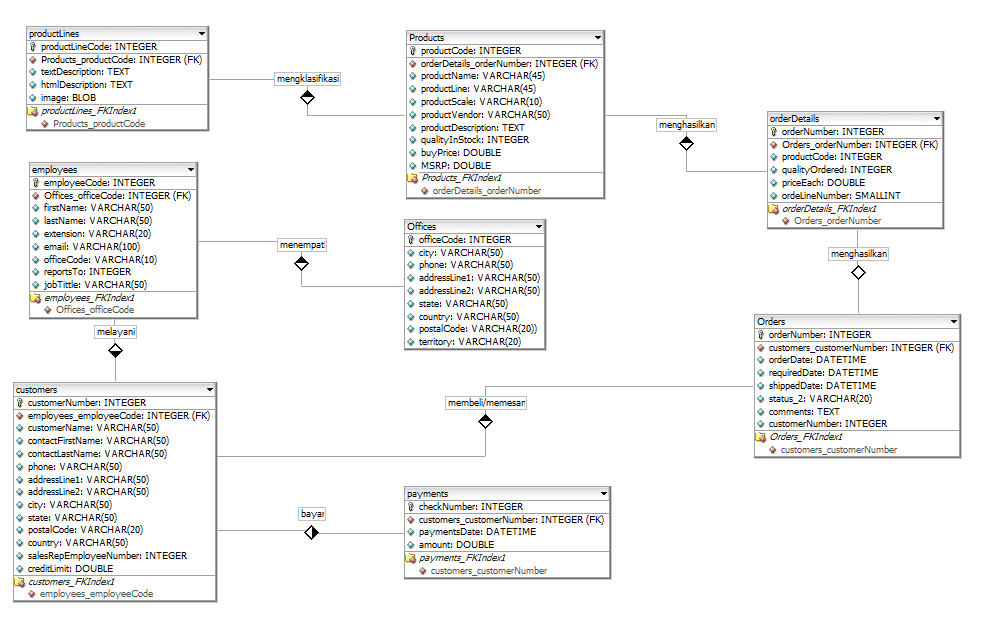 productLines
productLineCode: INTEGER
Products_productCode: INTEGER (FK)
textDescription: TEXT
htmlDescription: TEXT
image: BLOB
productLines_FKIndex1
Products_productCode
mengklasifikasi
Products
productCode: INTEGER
orderDetails_orderNumber: INTEGER (FK)
productName: VARCHAR(45)
productLine: VARCHAR(45)
productScale: VARCHAR(10)
productVendor: VARCHAR(50)
productDescription: TEXT
qualityInStock: INTEGER
buyPrice: DOUBLE
MSRP: DOUBLE
Products_FKIndex1
orderDetails_orderNumber
menghasilkan
orderDetails
orderNumber: INTEGER
Orders_orderNumber: INTEGER (FK)
productCode: INTEGER
qualityOrdered: INTEGER
priceEach: DOUBLE
ordeLineNumber: SMALLINT
orderDetails_FKIndex1
Orders_orderNumber
employees
employeeCode: INTEGER
Offices_officeCode: INTEGER (FK)
firstName: VARCHAR(50)
lastName: VARCHAR(50)
extension: VARCHAR(20)
email: VARCHAR(100)
officeCode: VARCHAR(10)
reportsTo: INTEGER
jobTittle: VARCHAR(50)
employees_FKIndex1
Offices_officeCode
menempati
Offices
officeCode: INTEGER
city: VARCHAR(50)
phone: VARCHAR(50)
addressLine1: VARCHAR(50)
addressLine2: VARCHAR(50)
state: VARCHAR(50)
country: VARCHAR(50)
postalCode: VARCHAR(20))
territory: VARCHAR(20)
menghasilkan
melayani
Orders
orderNumber: INTEGER
customers_customerNumber: INTEGER (FK)
orderDate: DATETIME
requiredDate: DATETIME
shippedDate: DATETIME
status_2: VARCHAR(20)
comments: TEXT
customerNumber: INTEGER
Orders_FKIndex1
customers_customerNumber
customers
customerNumber: INTEGER
employees_employeeCode: INTEGER (FK)
customerName: VARCHAR(50)
contactFirstName: VARCHAR(50)
contactLastName: VARCHAR(50)
phone: VARCHAR(50)
addressLine1: VARCHAR(50)
addressLine2: VARCHAR(50)
city: VARCHAR(50)
state: VARCHAR(50)
postalCode: VARCHAR(20)
country: VARCHAR(50)
salesRepEmployeeNumber: INTEGER
creditLimit: DOUBLE
customers_FKIndex1
employees_employeeCode
membeli/memesan
bayar
payments
checkNumber: INTEGER
customers_customerNumber: INTEGER (FK)
paymentsDate: DATETIME
amount: DOUBLE
payments_FKIndex1
customers_customerNumber